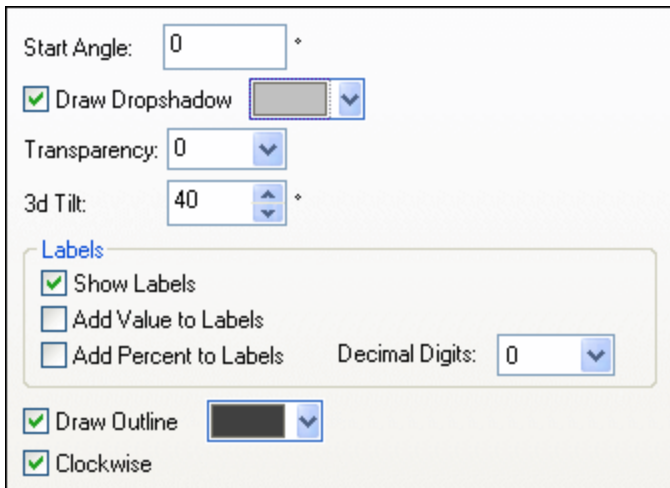 Start Angle: 0 °
Draw Dropshadow
Transparency: 0
3d Tilt: 40 °
Labels
Show Labels
Add Value to Labels
Add Percent to Labels Decimal Digits: 0
Draw Outline
Clockwise